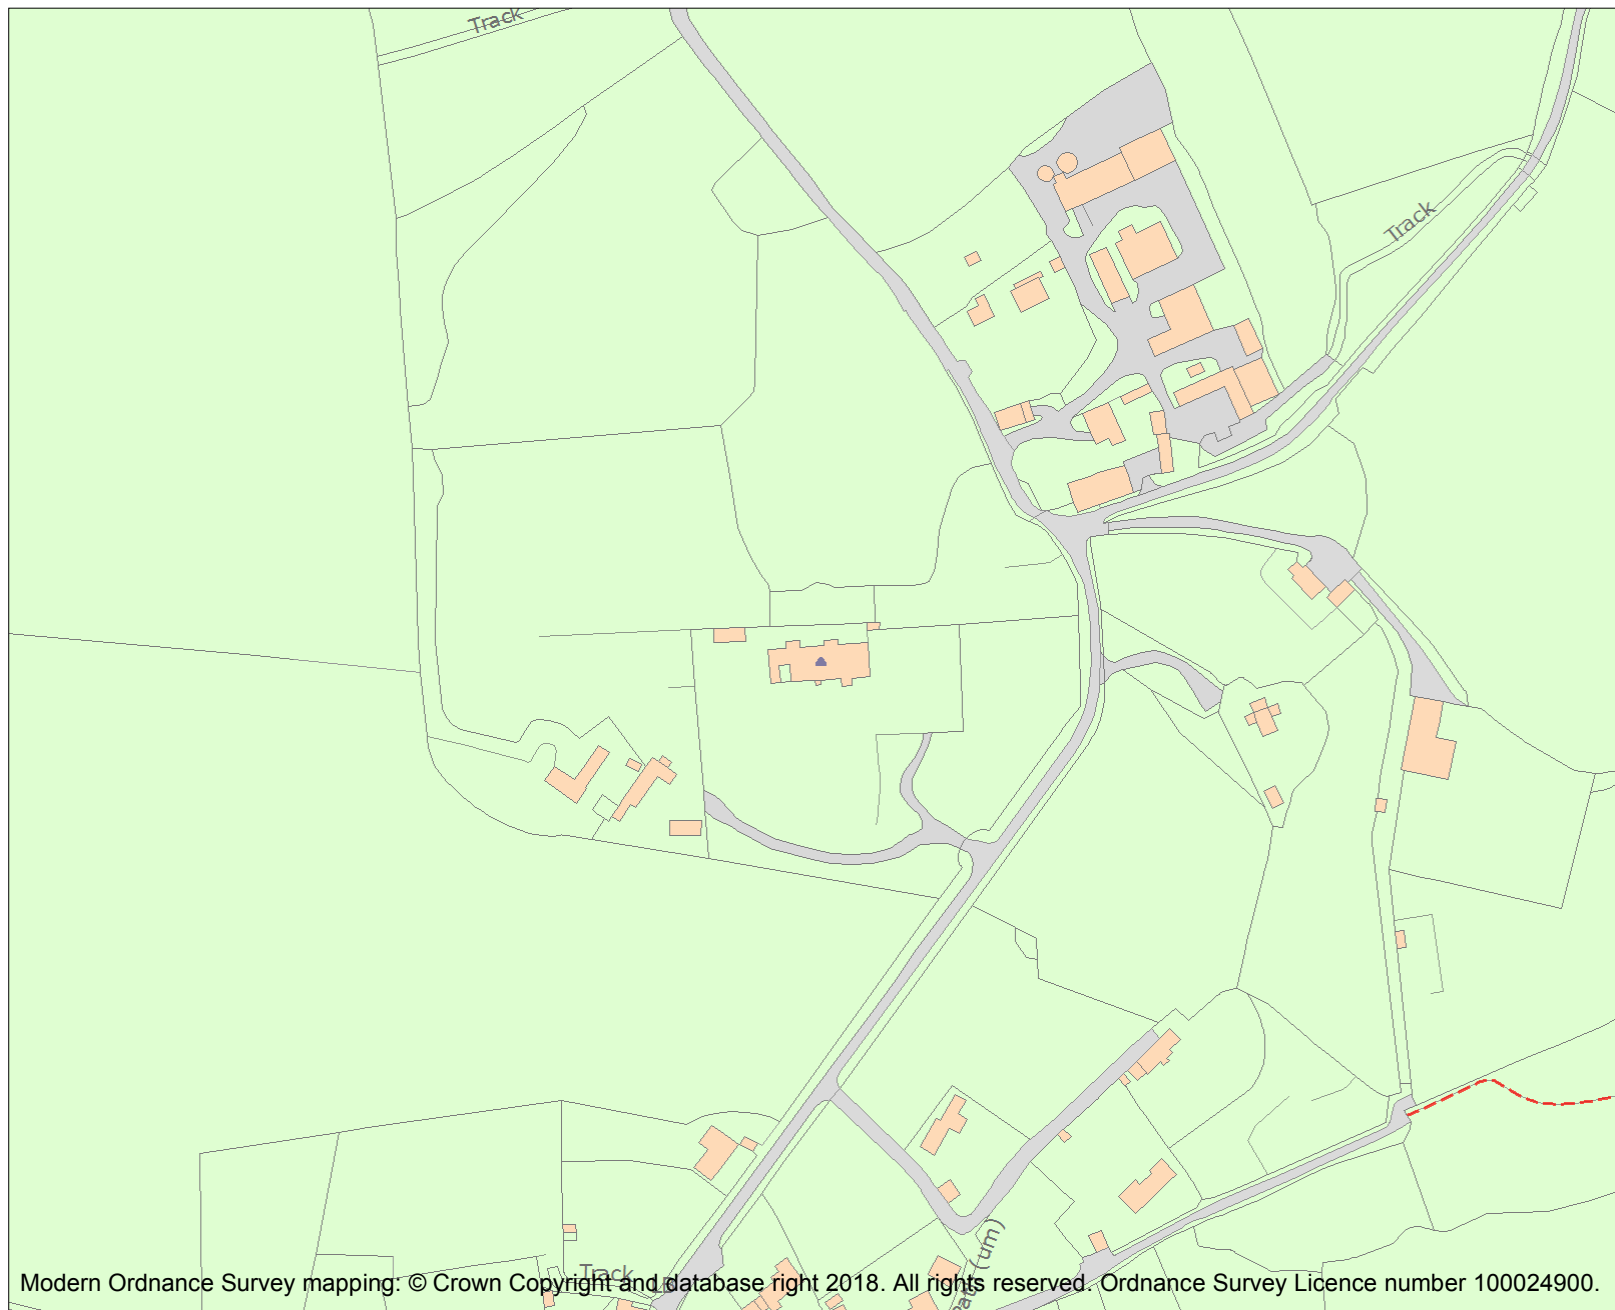 Track
Track
(um)
Track
Modern Ordnance Survey mapping: © Crown Copyright and database right 2018. All rights reserved. Ordnance Survey Licence number 100024900.